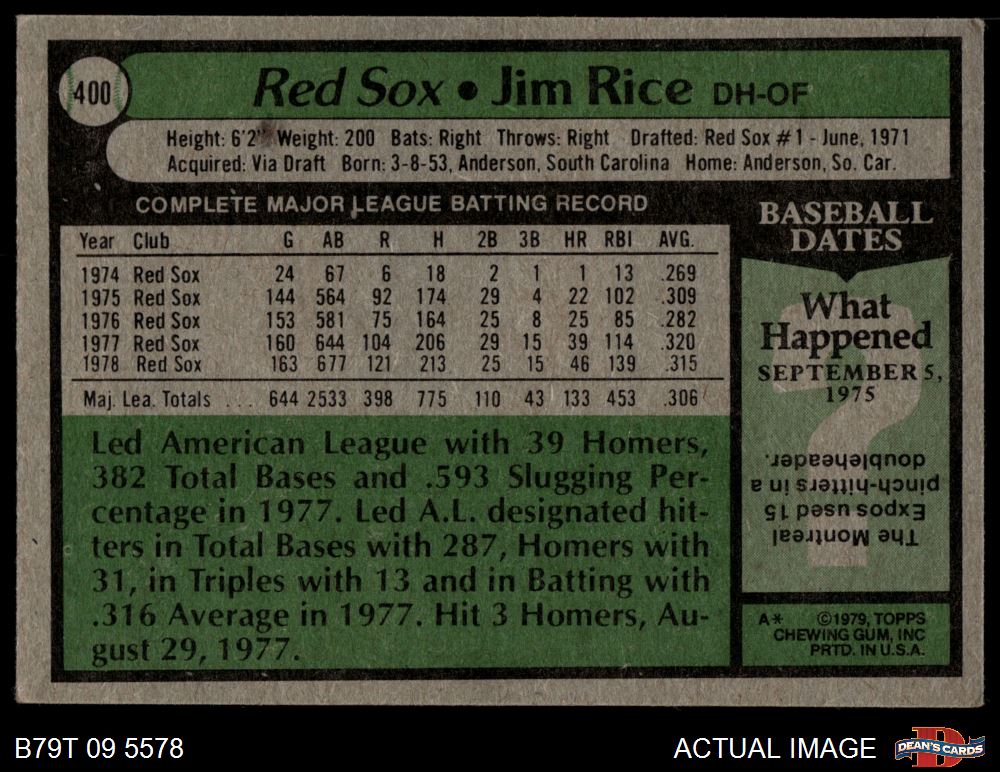 400
Red Sox • Jim Rice DH-OF
Height: 6'2" Weight: 200 Bats: Right Throws: Right Drafted: Red Sox #1 - June, 1971
Acquired: Via Draft Born: 3-8-53, Anderson, South Carolina Home: Anderson, So. Car.
COMPLETE MAJOR LEAGUE BATTING RECORD
Year Club G AB R H 2B 3B HR RBI AVG.
1974 Red Sox 24 67 6 18 2 1 1 13 .269
1975 Red Sox 144 564 92 174 29 4 22 102 .309
1976 Red Sox 153 581 75 164 25 8 25 85 .282
1977 Red Sox 160 644 104 206 29 15 39 114 .320
1978 Red Sox 163 677 121 213 25 15 46 139 .315
Maj. Lea. Totals . . . 644 2533 398 775 110 43 133 453 .306
Led American League with 39 Homers,
382 Total Bases and .593 Slugging Per-
centage in 1977. Led A.L. designated hit-
ters in Total Bases with 287, Homers with
31, in Triples with 13 and in Batting with
.316 Average in 1977. Hit 3 Homers, Au-
gust 29, 1977.
BASEBALL
DATES
What
Happened
SEPTEMBER 5,
1975
The Montreal
Expos used 15
pinch-hitters in a
doubleheader.
A* ©1979, TOPPS
CHEWING GUM, INC
PRTD. IN U.S.A.
B79T 09 5578
ACTUAL IMAGE
D
DEAN'S CARDS